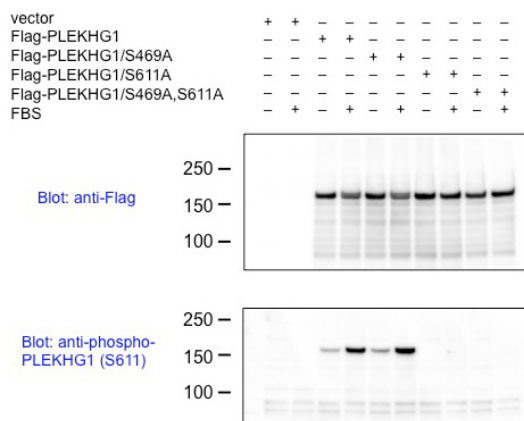 vector + + – – – – – – – –
Flag-PLEKHG1 – – + + – – – – – –
Flag-PLEKHG1/S469A – – – – + + – – – –
Flag-PLEKHG1/S611A – – – – – – + + – –
Flag-PLEKHG1/S469A,S611A – – – – – – – – + +
FBS – + – + – + – + – +
250 –
Blot: anti-Flag
150 –
100 –
250 –
Blot: anti-phospho-
PLEKHG1 (S611)
150 –
100 –